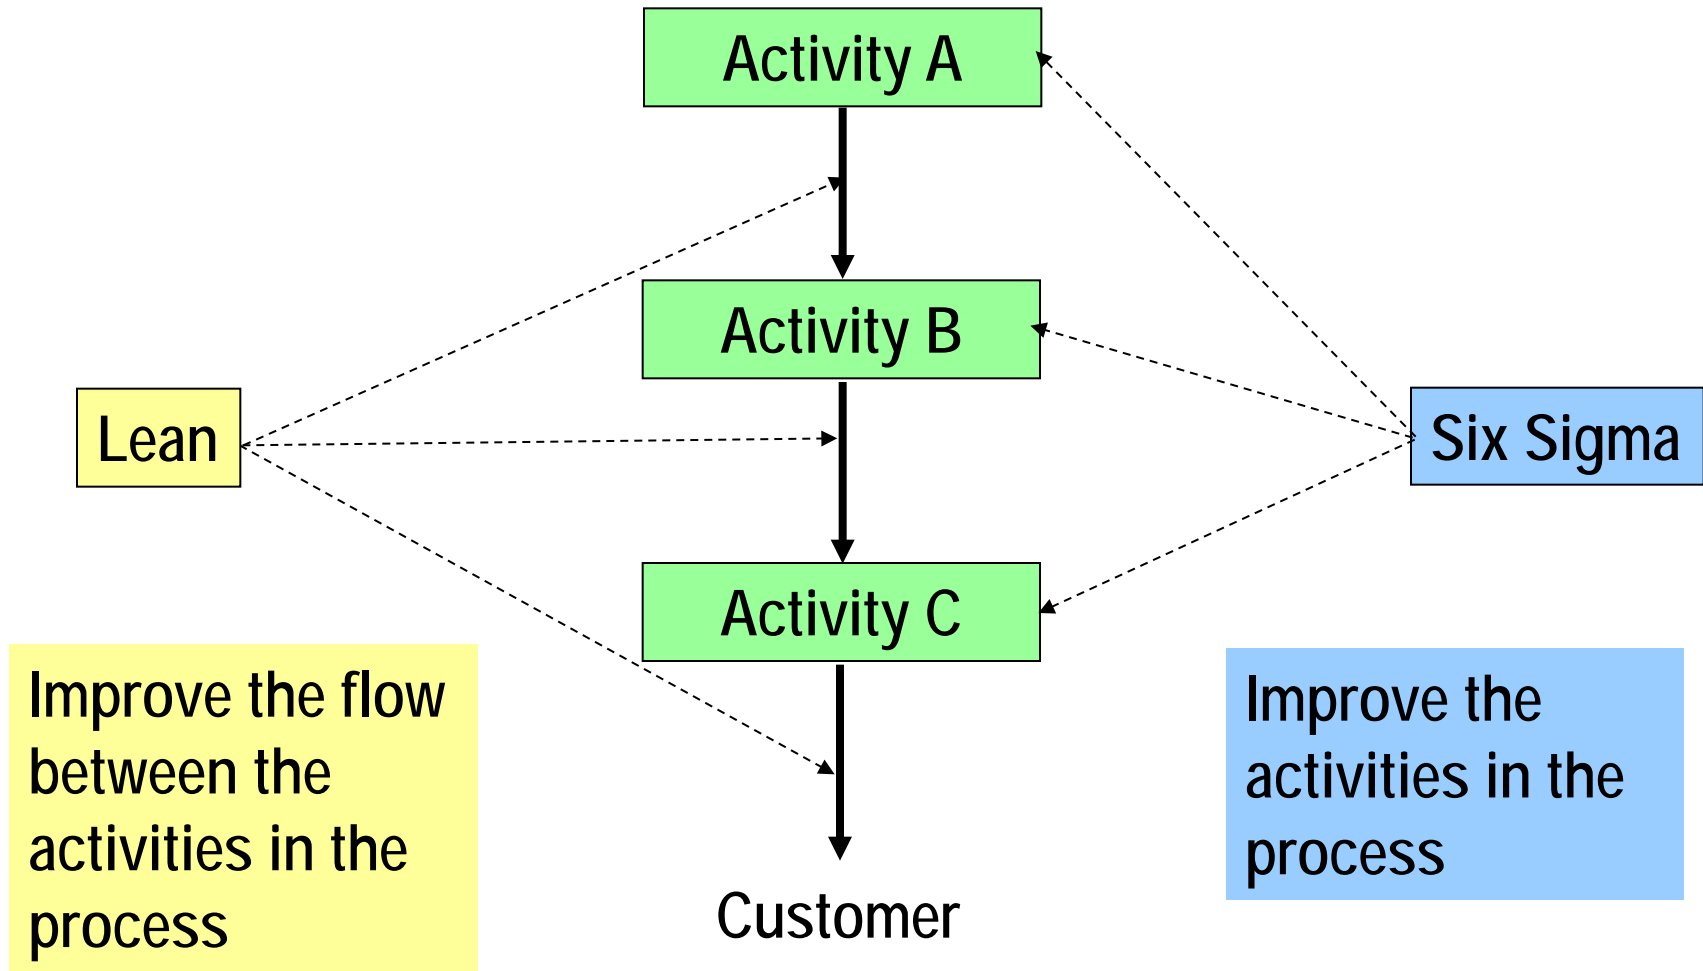 Activity A
Activity B
Lean
Six Sigma
Activity C
Improve the flow
between the
activities in the
process
Improve the
activities in the
process
Customer